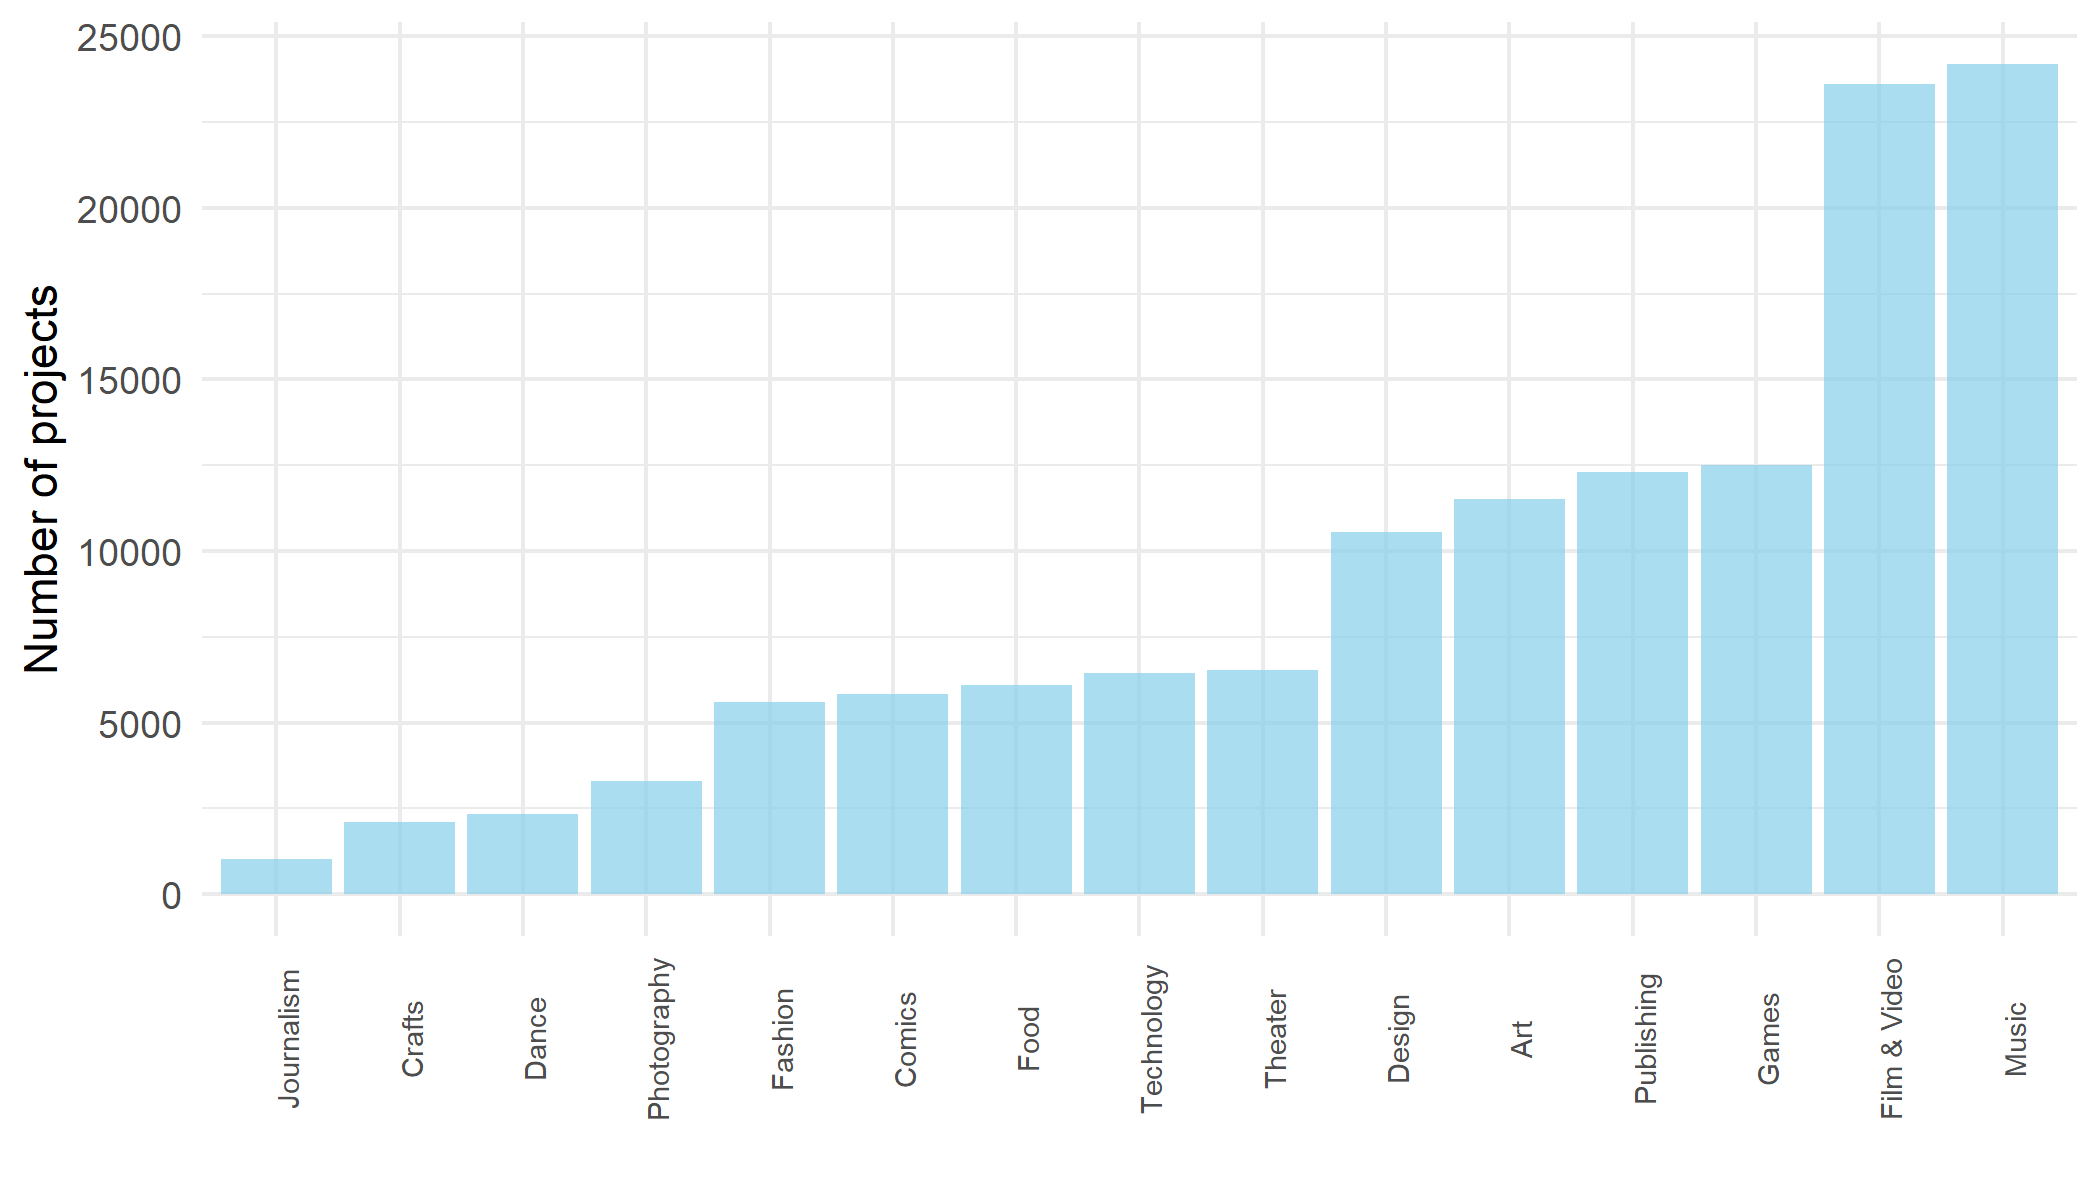 Number of projects
25000
20000
15000
10000
5000
0
Journalism
Crafts
Dance
Photography
Fashion
Comics
Food
Technology
Theater
Design
Art
Publishing
Games
Film & Video
Music